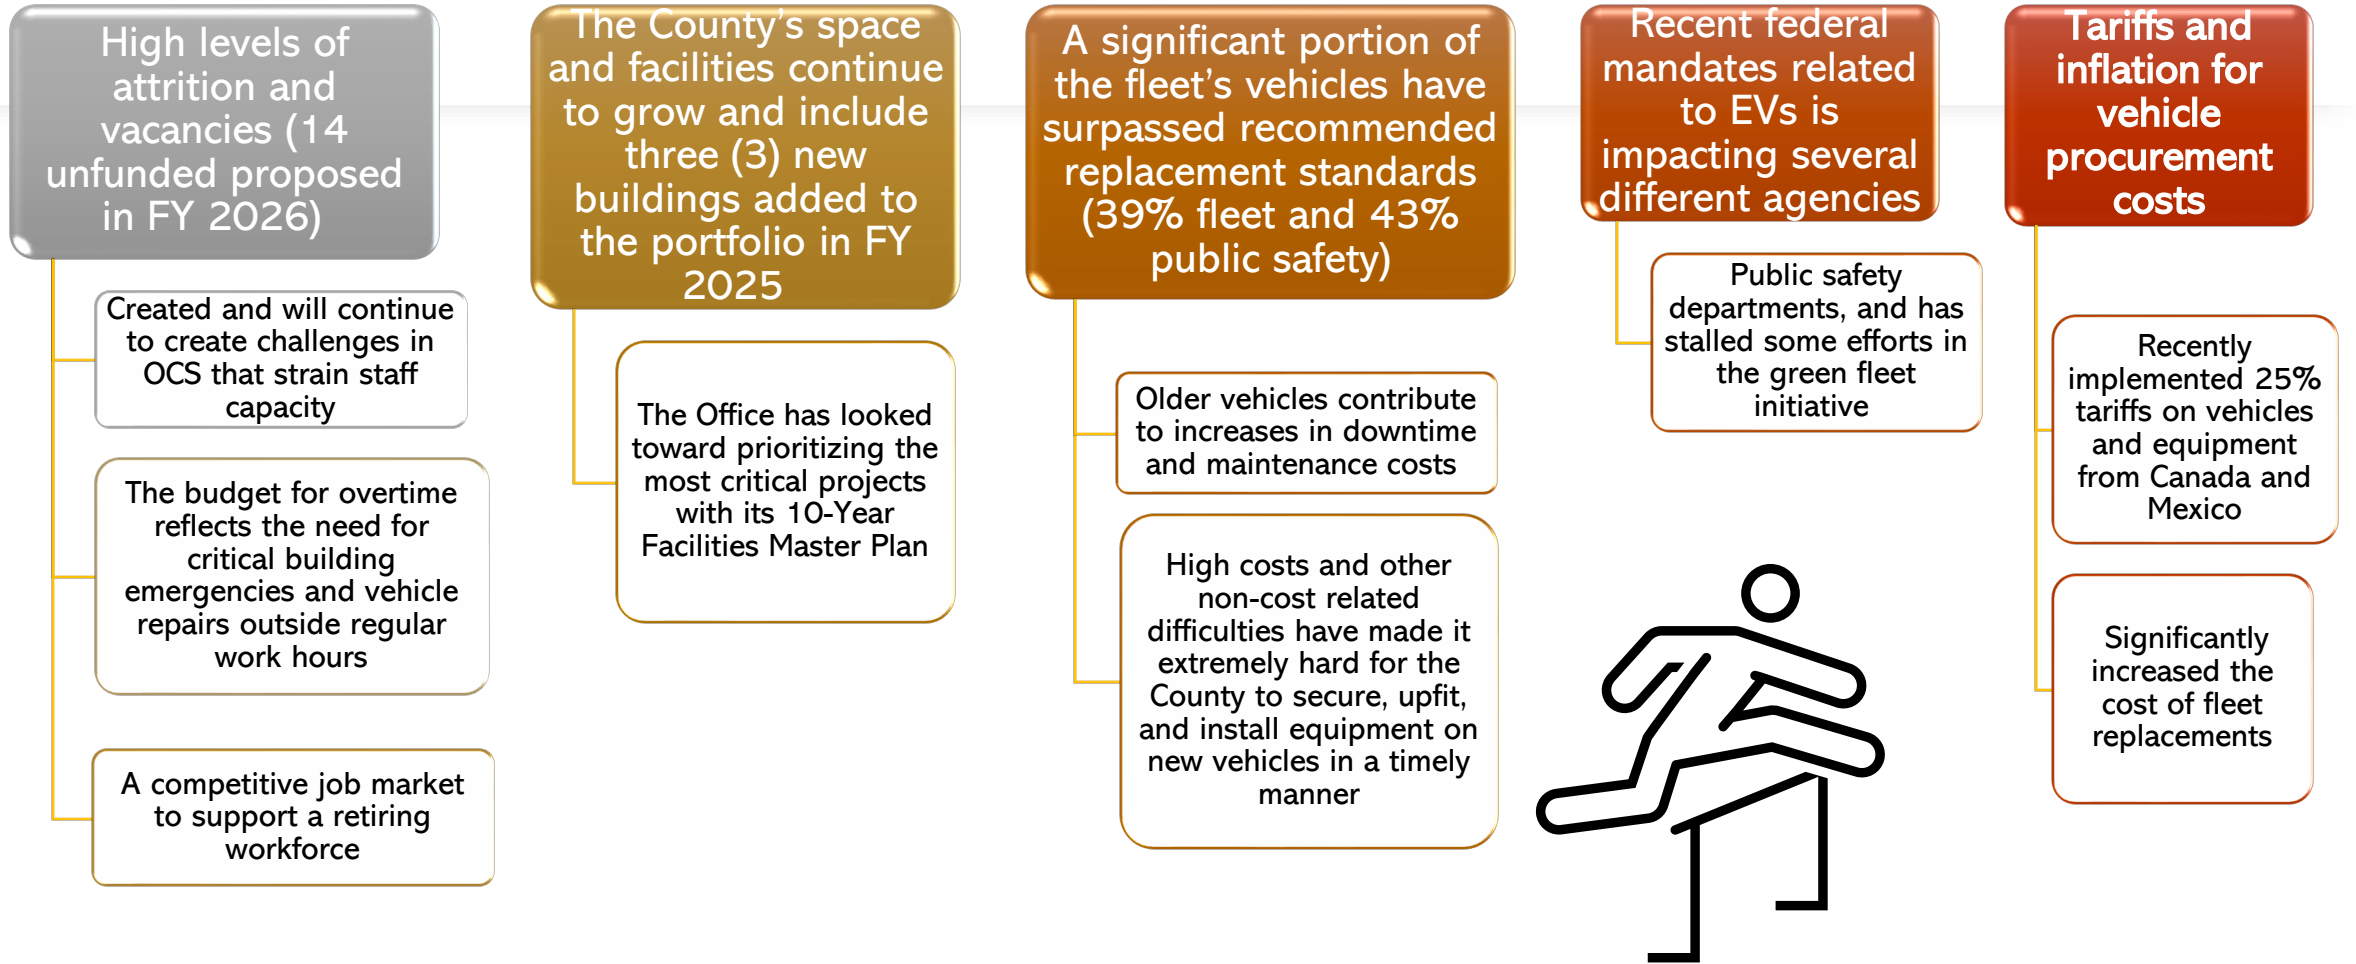 High levels of
attrition and
vacancies (14
unfunded proposed
in FY 2026)
Created and will continue
to create challenges in
OCS that strain staff
capacity
The budget for overtime
reflects the need for
critical building
emergencies and vehicle
repairs outside regular
work hours
A competitive job market
to support a retiring
workforce
The County’s space
and facilities continue
to grow and include
three (3) new
buildings added to
the portfolio in FY
2025
The Office has looked
toward prioritizing the
most critical projects
with its 10-Year
Facilities Master Plan
A significant portion of
the fleet’s vehicles have
surpassed recommended
replacement standards
(39% fleet and 43%
public safety)
Older vehicles contribute
to increases in downtime
and maintenance costs
High costs and other
non-cost related
difficulties have made it
extremely hard for the
County to secure, upfit,
and install equipment on
new vehicles in a timely
manner
Recent federal
mandates related
to EVs is
impacting several
different agencies
Public safety
departments, and has
stalled some efforts in
the green fleet
initiative
Tariffs and
inflation for
vehicle
procurement
costs
Recently
implemented 25%
tariffs on vehicles
and equipment
from Canada and
Mexico
Significantly
increased the
cost of fleet
replacements